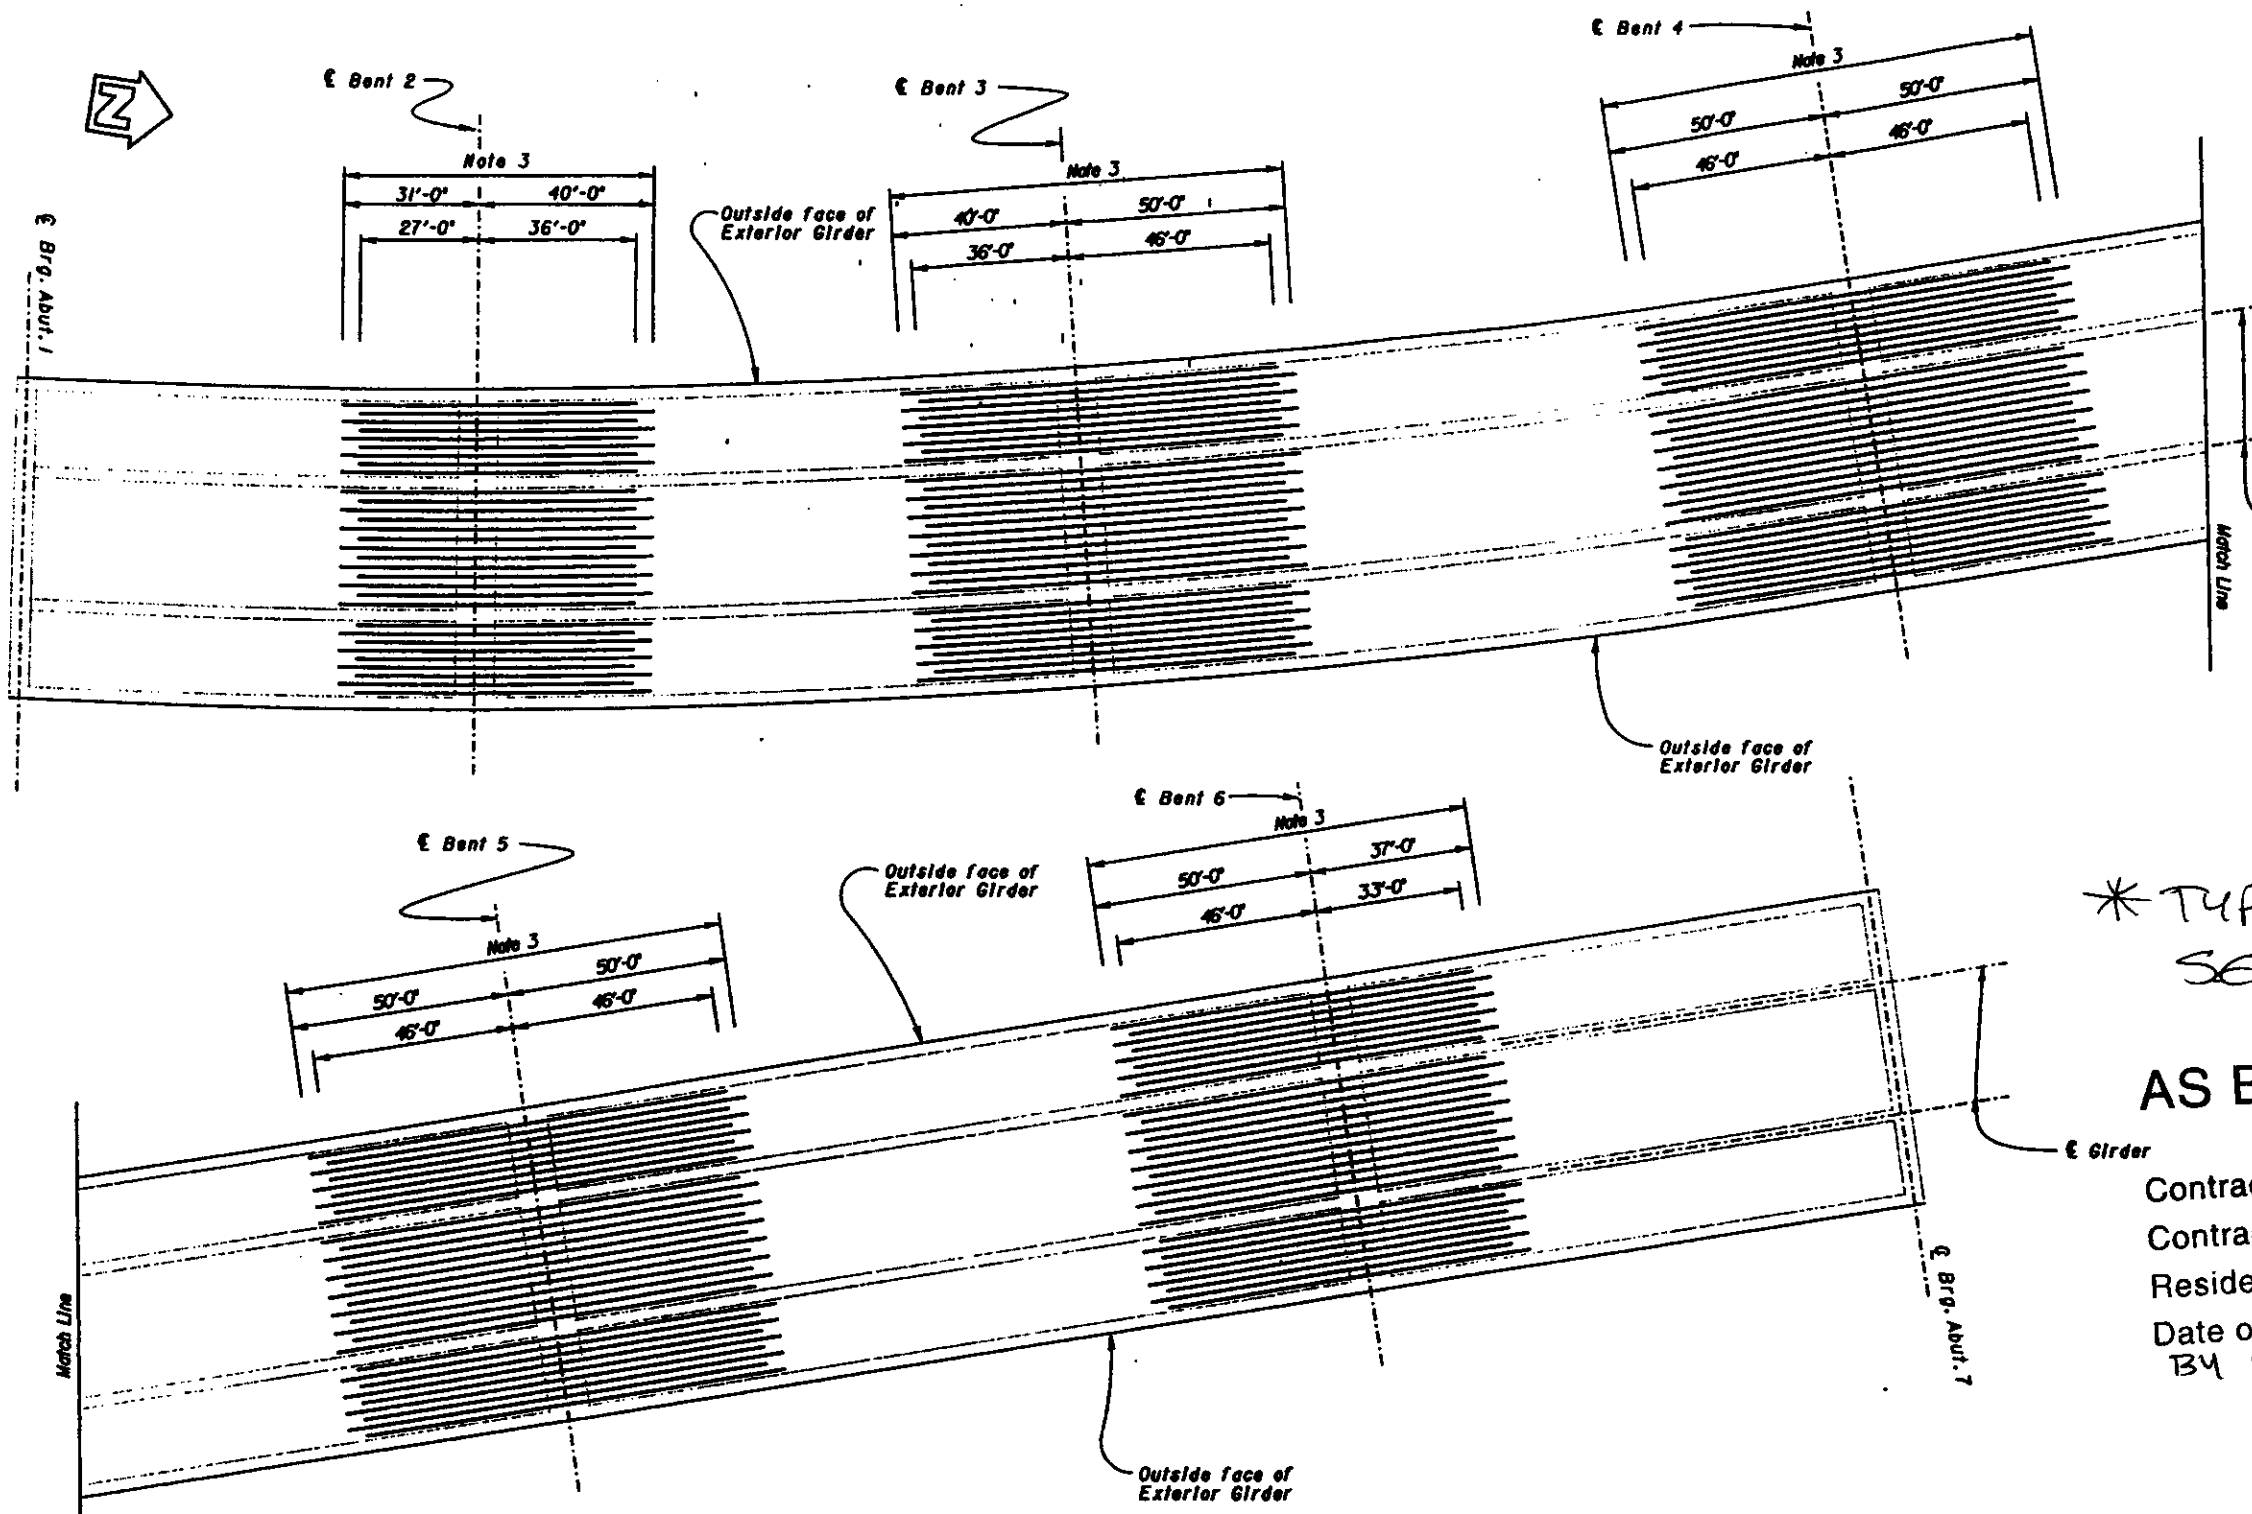 N
℄ Bent 2
℄ Bent 3
℄ Bent 4
Note 3
31'-0"
40'-0"
27'-0"
36'-0"
Note 3
40'-0"
50'-0"
36'-0"
46'-0"
Note 3
50'-0"
50'-0"
46'-0"
46'-0"
℄ Brg. Abut. 1
Outside face of
Exterior Girder
Match Line
Outside face of
Exterior Girder
℄ Bent 5
℄ Bent 6
Note 3
50'-0"
50'-0"
46'-0"
46'-0"
Outside face of
Exterior Girder
Note 3
50'-0"
37'-0"
46'-0"
33'-0"
Match Line
℄ Girder
℄ Brg. Abut. 7
Outside face of
Exterior Girder
AS
BY